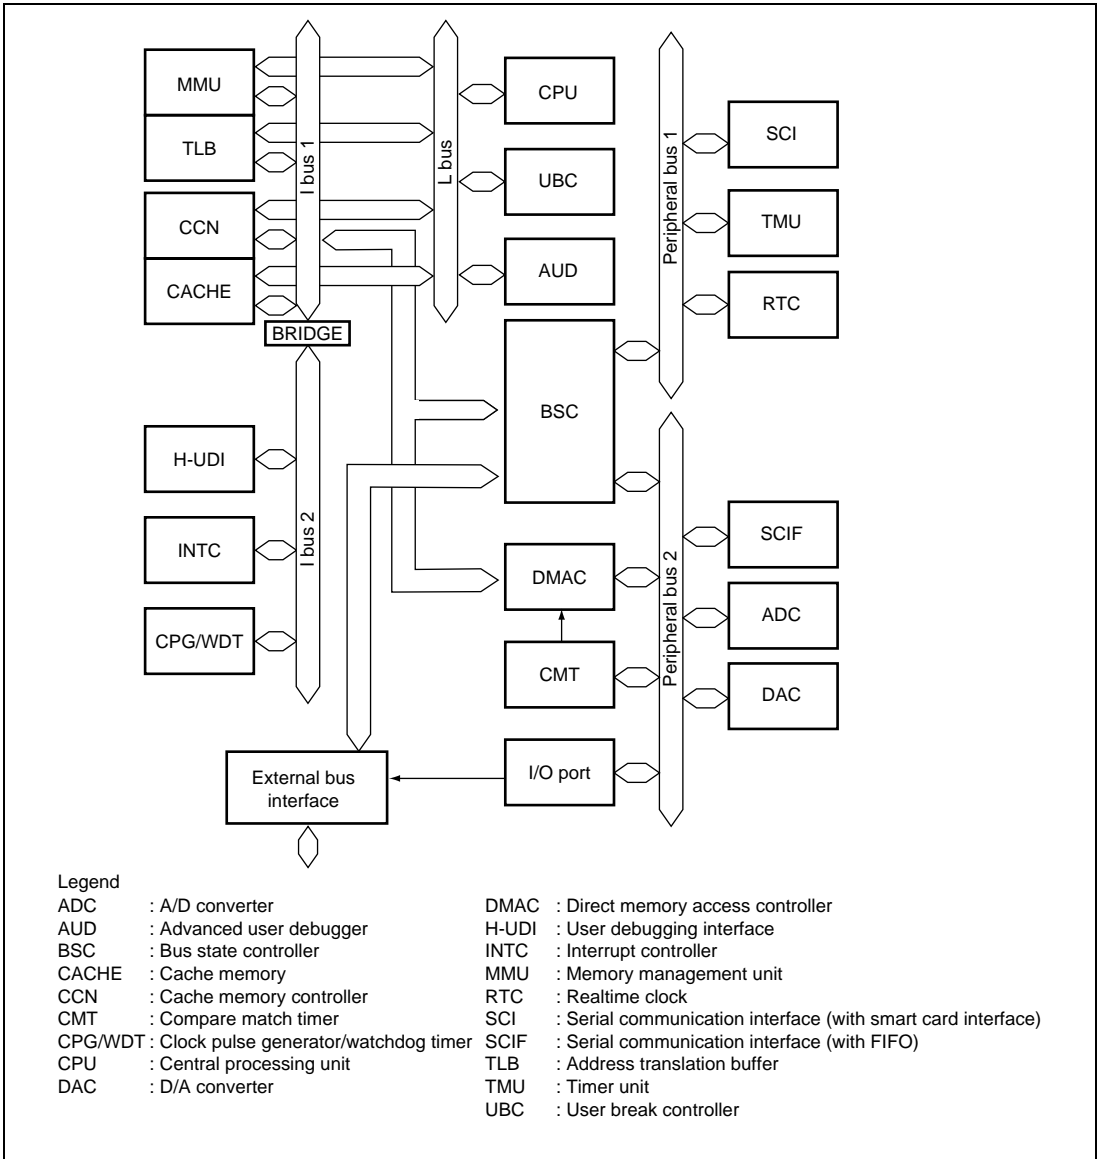 MMU
TLB
CCN
CACHE
I bus 1
L bus
CPU
UBC
AUD
Peripheral bus 1
SCI
TMU
RTC
BRIDGE
BSC
H-UDI
INTC
CPG/WDT
I bus 2
DMAC
CMT
I/O port
Peripheral bus 2
SCIF
ADC
DAC
External bus
interface
Legend
ADC : A/D converter
AUD : Advanced user debugger
BSC : Bus state controller
CACHE : Cache memory
CCN : Cache memory controller
CMT : Compare match timer
CPG/WDT : Clock pulse generator/watchdog timer
CPU : Central processing unit
DAC : D/A converter
DMAC : Direct memory access controller
H-UDI : User debugging interface
INTC : Interrupt controller
MMU : Memory management unit
RTC : Realtime clock
SCI : Serial communication interface (with smart card interface)
SCIF : Serial communication interface (with FIFO)
TLB : Address translation buffer
TMU : Timer unit
UBC : User break controller